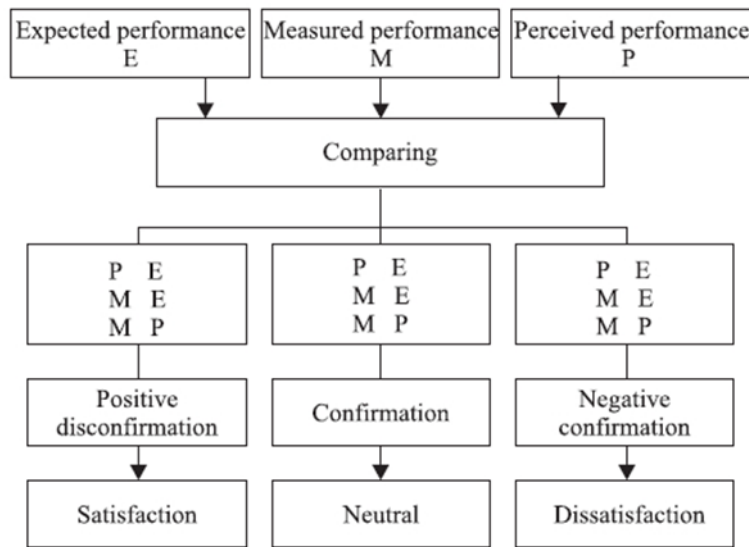 Expected performance
E
Measured performance
M
Perceived performance
P
Comparing
P E
M E
M P
P E
M E
M P
P E
M E
M P
Positive
disconfirmation
Confirmation
Negative
confirmation
Satisfaction
Neutral
Dissatisfaction